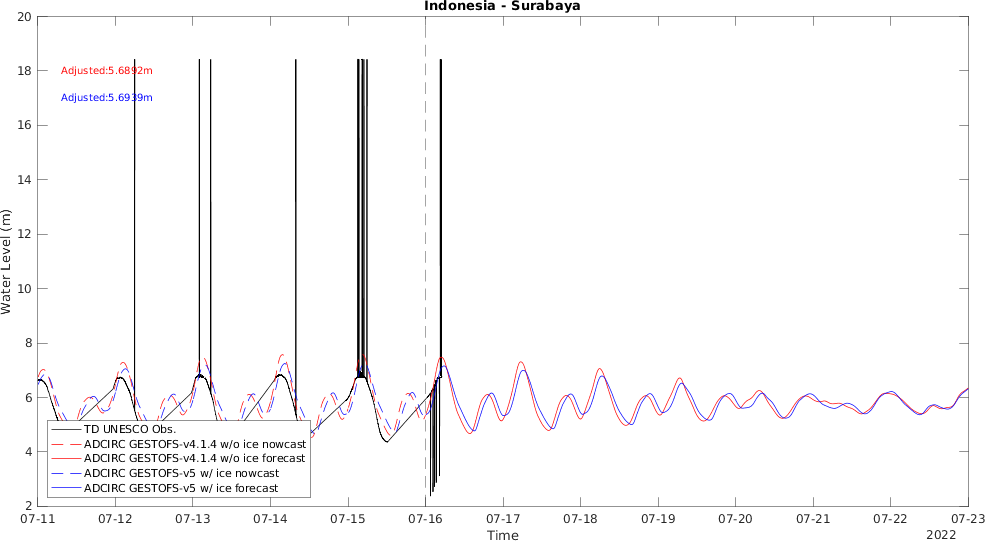 Indonesia - Surabaya
20
18
16
14
12
10
8
6
4
2
Water Level (m)
Adjusted:5.6892m
Adjusted:5.6939m
TD UNESCO Obs.
ADCIRC GESTOFS-v4.1.4 w/o ice nowcast
ADCIRC GESTOFS-v4.1.4 w/o ice forecast
ADCIRC GESTOFS-v5 w/ ice nowcast
ADCIRC GESTOFS-v5 w/ ice forecast
07-11 07-12 07-13 07-14 07-15 07-16 07-17 07-18 07-19 07-20 07-21 07-22 07-23
Time
2022